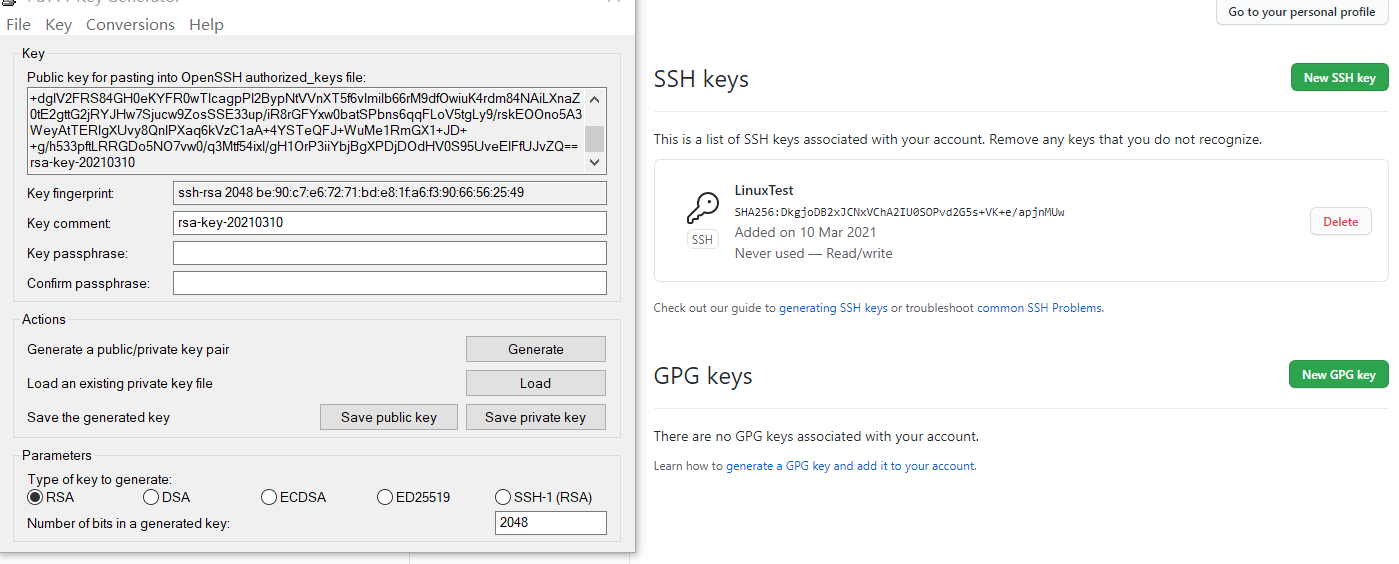 PuTTY Key Generator
File Key Conversions Help
Key
Public key for pasting into OpenSSH authorized_keys file:
+dgIV2FRS84GH0eKYFR0wTIcagpPI2BypNtVVnXT5f6vImiIb66rM9dfOwiuK4rdm84NAiLXnaZ
0tE2gttG2jRYJHw7Sjucw9ZosSSE33up/iR8rGFYxw0batSPbns6qqFLoV5tgLy9/rskEOOno5A3
WeyAtTERIgXUvy8QnIPXaq6kVzC1aA+4YSTeQFJ+WuMe1RmGX1+JD+
+g/h533pftLRRGDo5NO7vw0/q3Mtf54ixl/gH1OrP3iiYbjBgXPDjDOdHV0S95UveEIFfUJvZQ==
rsa-key-20210310
Key fingerprint:
ssh-rsa 2048 be:90:c7:e6:72:71:bd:e8:1f:a6:f3:90:66:56:25:49
Key comment:
rsa-key-20210310
Key passphrase:
Confirm passphrase:
Actions
Generate a public/private key pair
Generate
Load an existing private key file
Load
Save the generated key
Save public key
Save private key
Parameters
Type of key to generate:
RSA DSA ECDSA ED25519 SSH-1 (RSA)
Number of bits in a generated key:
2048
Go to your personal profile
SSH keys
New SSH key
This is a list of SSH keys associated with your account. Remove any keys that you do not recognize.
LinuxTest
SHA256:DkgjoDB2xJCNxVChA2IU0SOPvd2G5s+VK+e/apjnMUw
SSH
Added on 10 Mar 2021
Never used — Read/write
Delete
Check out our guide to generating SSH keys or troubleshoot common SSH Problems.
GPG keys
New GPG key
There are no GPG keys associated with your account.
Learn how to generate a GPG key and add it to your account.